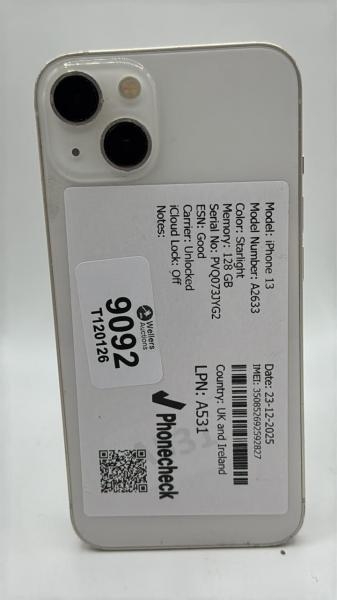 Model: iPhone 13
Model Number: A2633
Color: Starlight
Memory: 128 GB
Serial No: PVQ073JYG2
ESN: Good
Carrier: Unlocked
iCloud Lock: Off
Notes:
Date: 23-12-2025
IMEI: 350852692592827
Country: UK and Ireland
LPN: A531
Phonecheck
Wellers
Auctions
9092
T120126